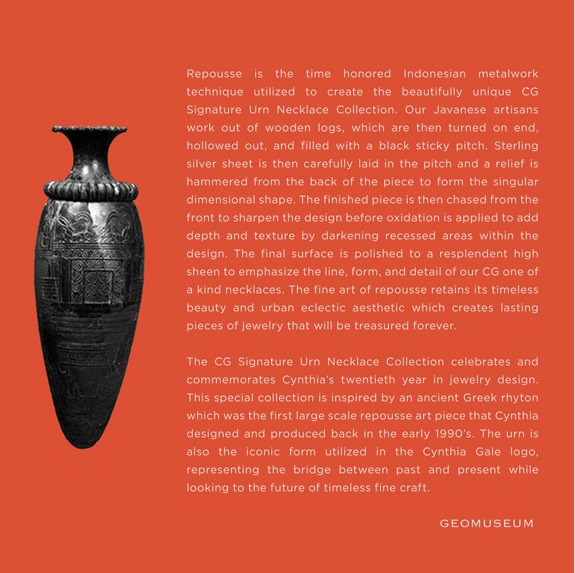 Repousse is the time honored Indonesian metalwork
technique utilized to create the beautifully unique CG
Signature Urn Necklace Collection. Our Javanese artisans
work out of wooden logs, which are then turned on end,
hollowed out, and filled with a black sticky pitch. Sterling
silver sheet is then carefully laid in the pitch and a relief is
hammered from the back of the piece to form the singular
dimensional shape. The finished piece is then chased from the
front to sharpen the design before oxidation is applied to add
depth and texture by darkening recessed areas within the
design. The final surface is polished to a resplendent high
sheen to emphasize the line, form, and detail of our CG one of
a kind necklaces. The fine art of repousse retains its timeless
beauty and urban eclectic aesthetic which creates lasting
pieces of jewelry that will be treasured forever.
The CG Signature Urn Necklace Collection celebrates and
commemorates Cynthia's twentieth year in jewelry design.
This special collection is inspired by an ancient Greek rhyton
which was the first large scale repousse art piece that Cynthia
designed and produced back in the early 1990's. The urn is
also the iconic form utilized in the Cynthia Gale logo,
representing the bridge between past and present while
looking to the future of timeless fine craft.
GEOMUSEUM